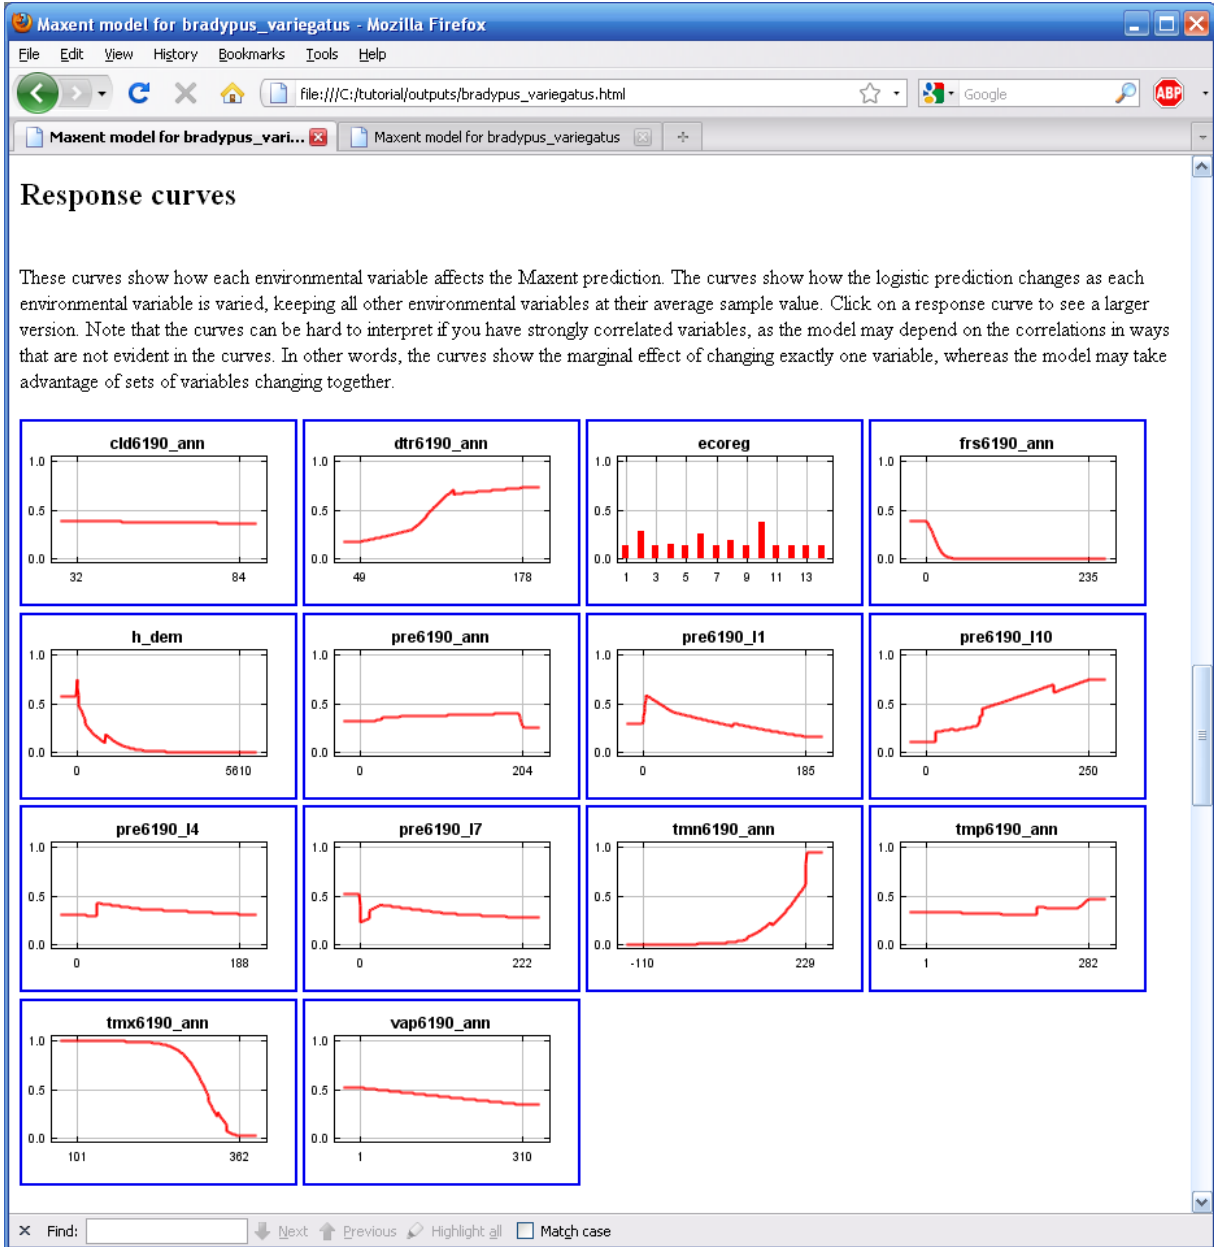 Maxent model for bradypus_variegatus - Mozilla Firefox
File Edit View History Bookmarks Tools Help
file:///C:/tutorial/outputs/bradypus_variegatus.html Google ABP
Maxent model for bradypus_vari... Maxent model for bradypus_variegatus
Response curves
These curves show how each environmental variable affects the Maxent prediction. The curves show how the logistic prediction changes as each
environmental variable is varied, keeping all other environmental variables at their average sample value. Click on a response curve to see a larger
version. Note that the curves can be hard to interpret if you have strongly correlated variables, as the model may depend on the correlations in ways
that are not evident in the curves. In other words, the curves show the marginal effect of changing exactly one variable, whereas the model may take
advantage of sets of variables changing together.
cld6190_ann
1.0
0.5
0.0
32 84
dtr6190_ann
1.0
0.5
0.0
49 178
ecoreg
1.0
0.5
0.0
1 3 5 7 9 11 13
frs6190_ann
1.0
0.5
0.0
0 235
h_dem
1.0
0.5
0.0
0 5610
pre6190_ann
1.0
0.5
0.0
0 204
pre6190_l1
1.0
0.5
0.0
0 185
pre6190_l10
1.0
0.5
0.0
0 250
pre6190_l4
1.0
0.5
0.0
0 188
pre6190_l7
1.0
0.5
0.0
0 222
tmn6190_ann
1.0
0.5
0.0
-110 229
tmp6190_ann
1.0
0.5
0.0
1 282
tmx6190_ann
1.0
0.5
0.0
101 362
vap6190_ann
1.0
0.5
0.0
1 310
Find: Next Previous Highlight all Match case